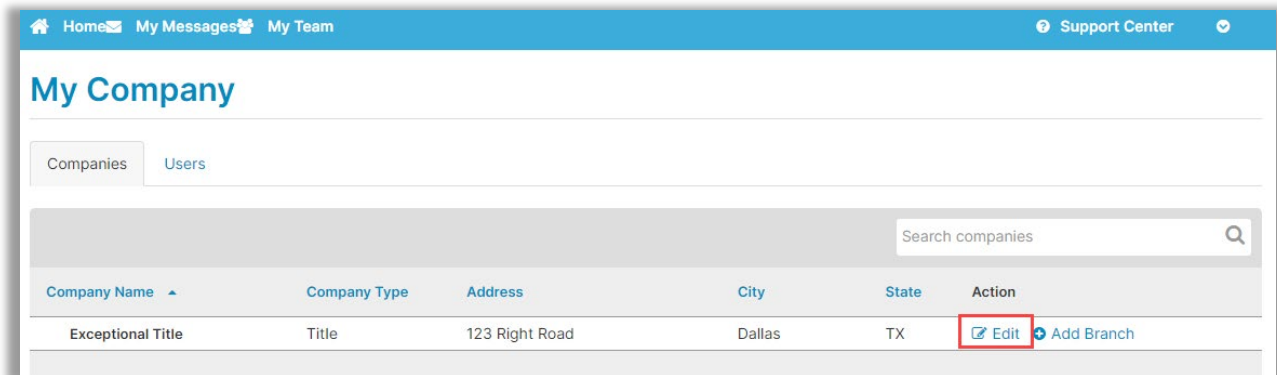 Home My Messages My Team Support Center
My Company
Companies Users
Search companies
Company Name Company Type Address City State Action
Exceptional Title Title 123 Right Road Dallas TX Edit Add Branch